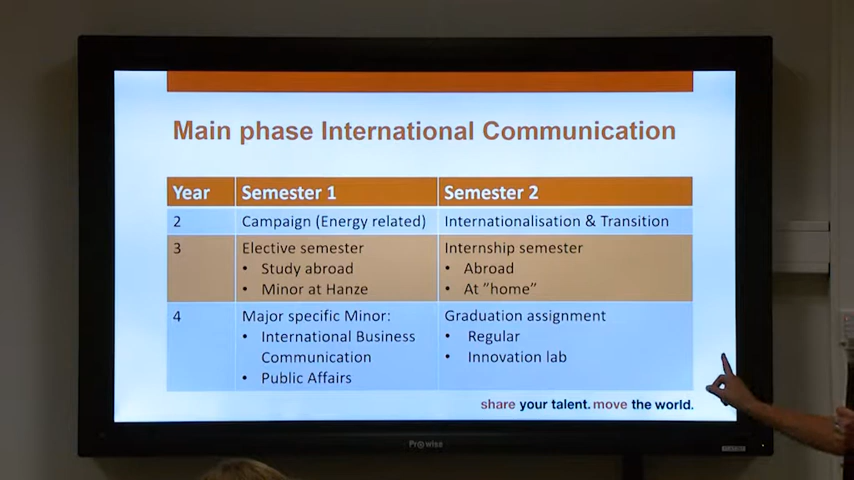 Main phase International Communication
Year Semester 1 Semester 2
2 Campaign (Energy related) Internationalisation & Transition
3 Elective semester Internship semester
• Study abroad • Abroad
• Minor at Hanze • At ”home”
4 Major specific Minor: Graduation assignment
• International Business • Regular
Communication • Innovation lab
• Public Affairs
share your talent. move the world.
Prowise